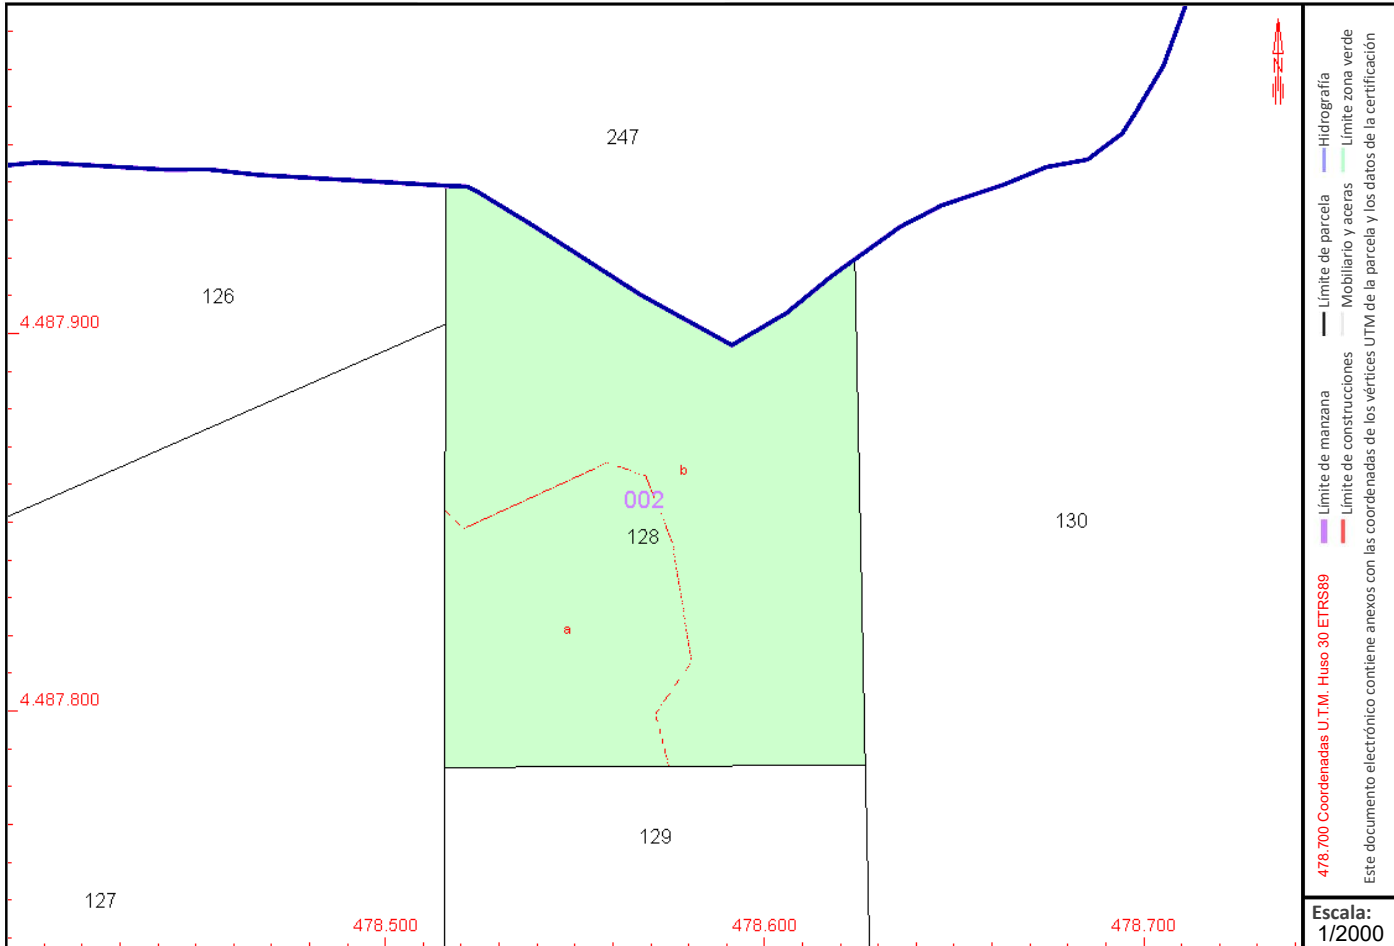 247
126
4.487.900
b
002
128
130
a
4.487.800
129
127
478.500
478.600
478.700
N
Hidrografía
Límite zona verde
Límite de parcela
Mobiliario y aceras
Límite de manzana
Límite de construcciones
478.700 Coordenadas U.T.M. Huso 30 ETRS89
Este documento electrónico contiene anexos con las coordenadas de los vértices UTM de la parcela y los datos de la certificación
Escala:
1/2000